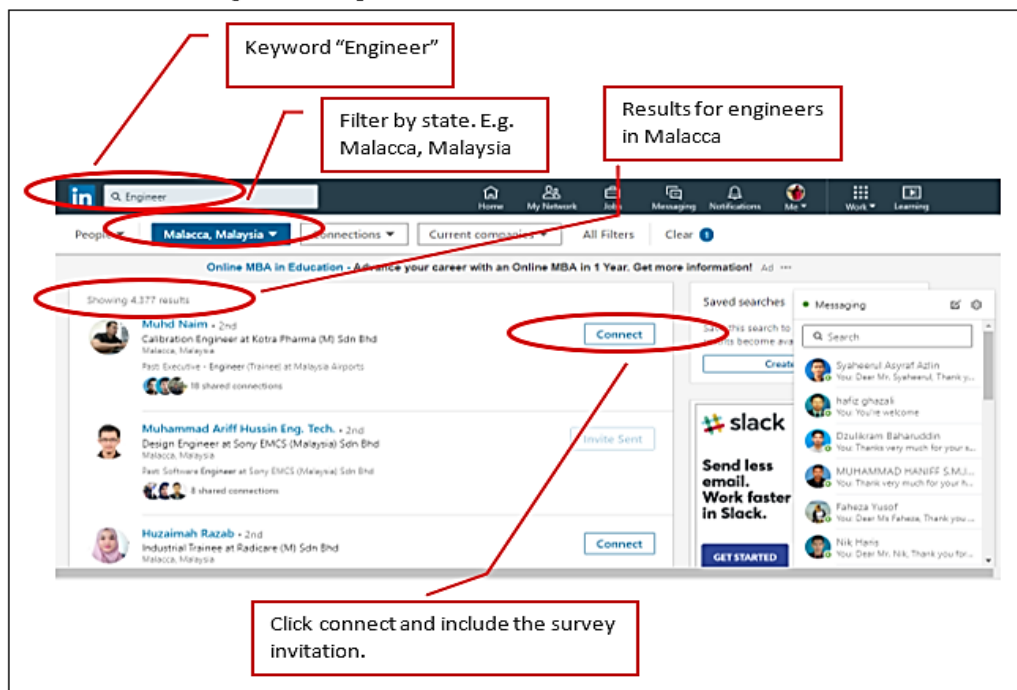 Keyword “Engineer”
Filter by state. E.g.
Malacca, Malaysia
Results for engineers
in Malacca
in
Engineer
Home
My Network
Jobs
Messaging
Notifications
Me
Work
Learning
People
Malacca, Malaysia
Connections
Current companies
All Filters
Clear 1
Online MBA in Education - Advance your career with an Online MBA in 1 Year. Get more information! Ad ···
Showing 4,377 results
Muhd Naim • 2nd
Calibration Engineer at Kotra Pharma (M) Sdn Bhd
Malacca, Malaysia
Past: Executive - Engineer (Trainee) at Malaysia Airports
18 shared connections
Connect
Muhammad Ariff Hussin Eng. Tech. • 2nd
Design Engineer at Sony EMCS (Malaysia) Sdn Bhd
Malacca, Malaysia
Past: Software Engineer at Sony EMCS (Malaysia) Sdn Bhd
8 shared connections
Invite Sent
Huzaimah Razab • 2nd
Industrial Trainee at Radicare (M) Sdn Bhd
Malacca, Malaysia
Connect
Saved searches
this search to
become ava
Create
slack
Send less
email.
Work faster
in Slack.
GET STARTED
Messaging
Search
Syaheerul Asyraf Azlin
You: Dear Mr. Syaheerul, Thank y...
hafiz ghazali
You: You're welcome
Dzulikram Baharuddin
You: Thanks very much for your s...
MUHAMMAD HANIFF S.M.I...
You: Thank very much for your h...
Faheza Yusof
You: Dear Ms Faheza, Thank you ...
Nik Haris
You: Dear Mr. Nik, Thank you for...
Click connect and include the survey
invitation.